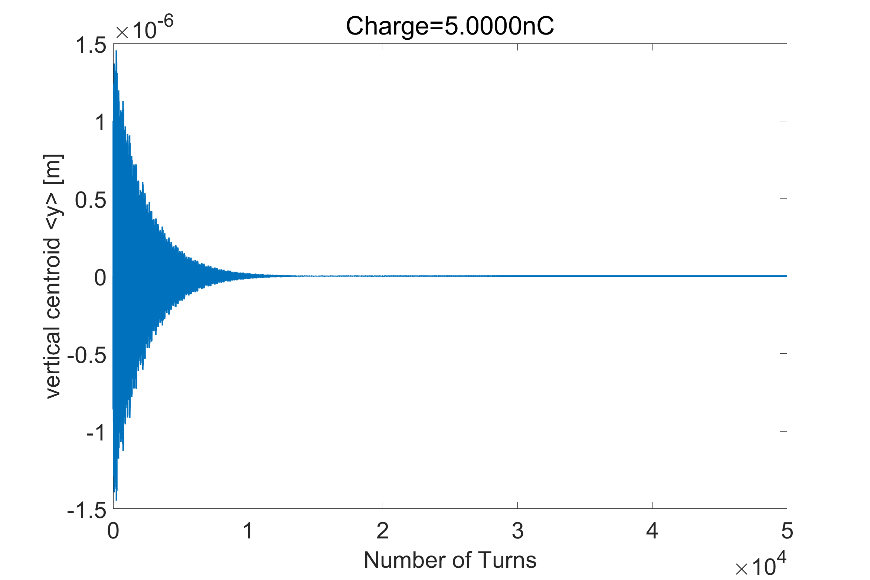 ×10⁻⁶
Charge=5.0000nC
1.5
1
0.5
0
-0.5
-1
-1.5
vertical centroid <y> [m]
0 1 2 3 4 5
Number of Turns
×10⁴